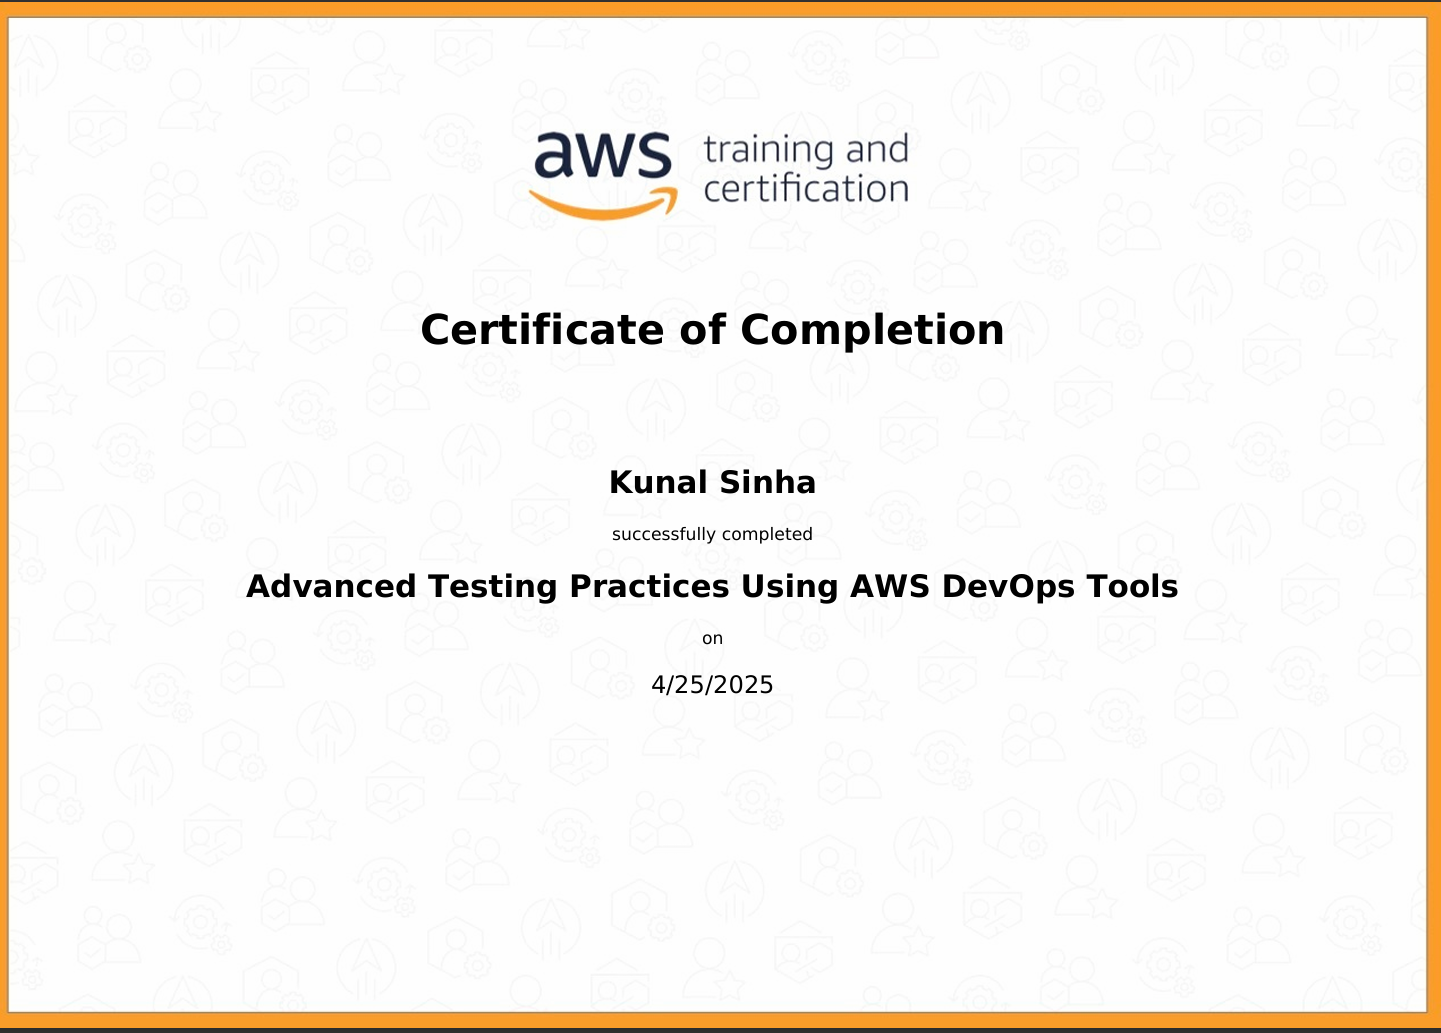 aws training and
certification
Certificate of Completion
Kunal Sinha
successfully completed
Advanced Testing Practices Using AWS DevOps Tools
on
4/25/2025